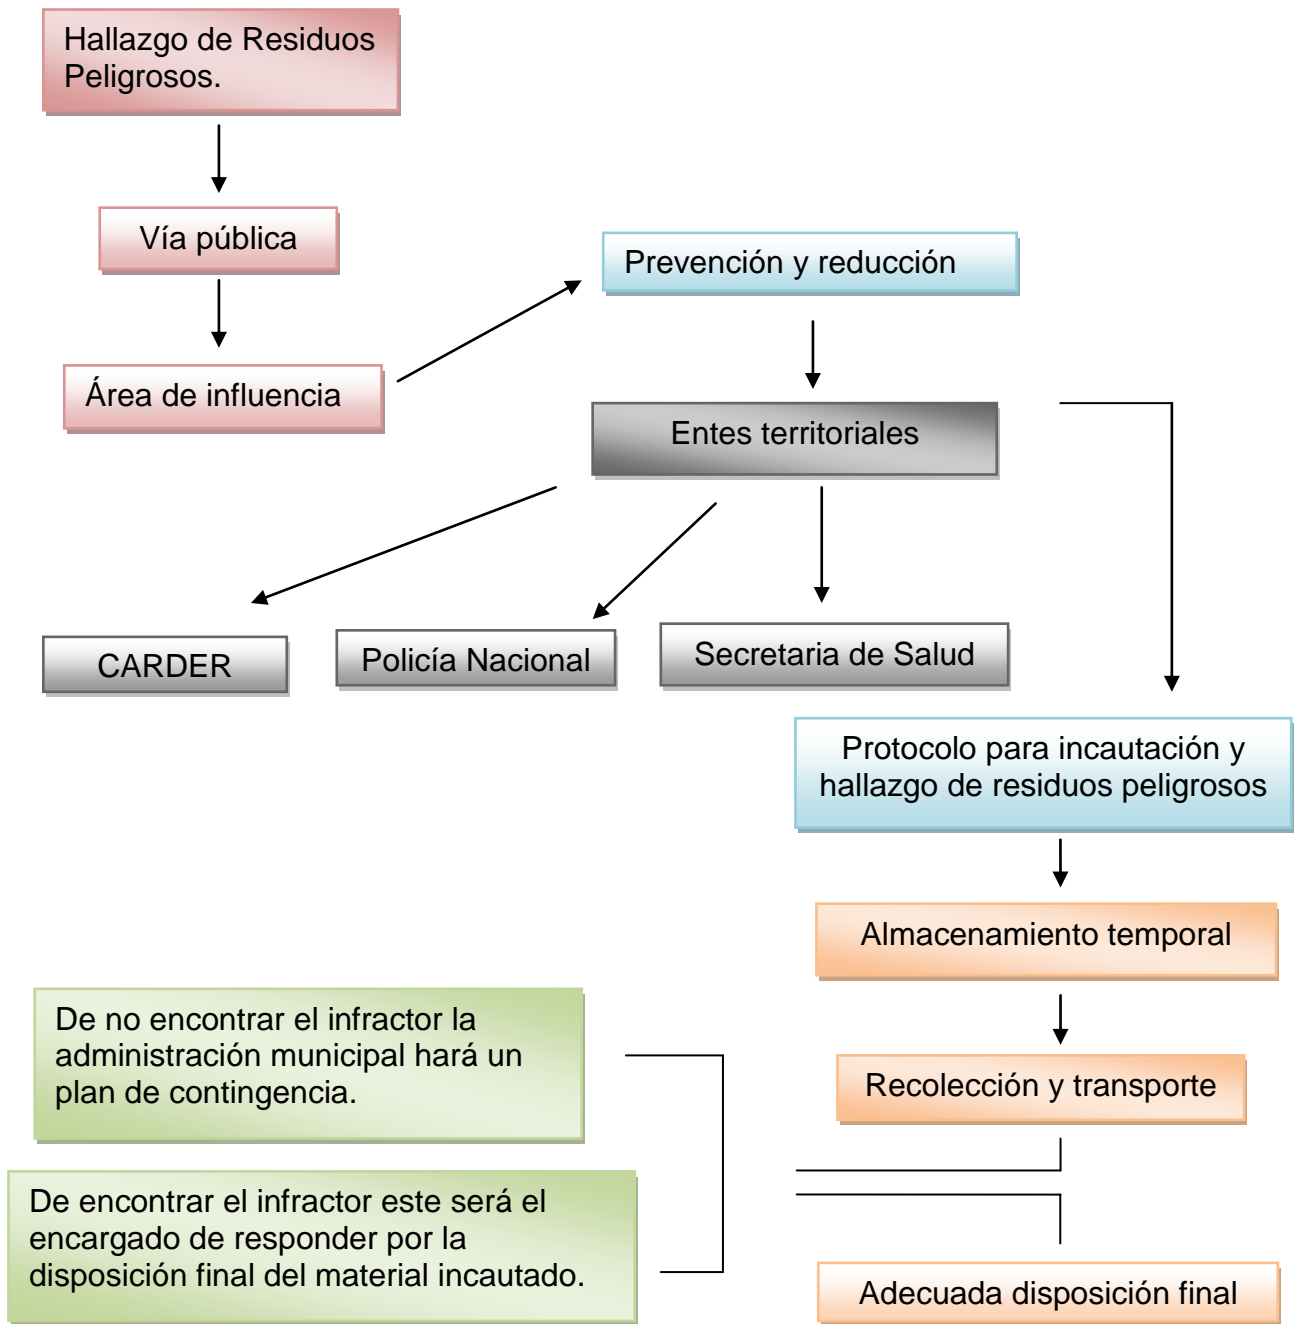 Hallazgo de Residuos
Peligrosos.
Vía pública
Prevención y reducción
Área de influencia
Entes territoriales
CARDER
Policía Nacional
Secretaria de Salud
Protocolo para incautación y
hallazgo de residuos peligrosos
Almacenamiento temporal
De no encontrar el infractor la
administración municipal hará un
plan de contingencia.
Recolección y transporte
De encontrar el infractor este será el
encargado de responder por la
disposición final del material incautado.
Adecuada disposición final